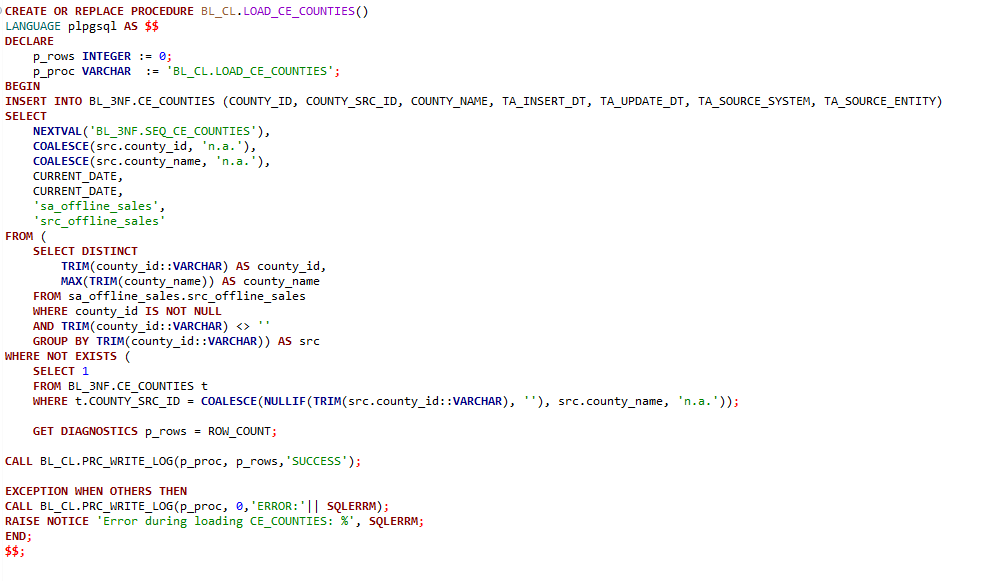 CREATE OR REPLACE PROCEDURE BL_CL.LOAD_CE_COUNTIES()
LANGUAGE plpgsql AS $$
DECLARE
    p_rows INTEGER := 0;
    p_proc VARCHAR  := 'BL_CL.LOAD_CE_COUNTIES';
BEGIN
INSERT INTO BL_3NF.CE_COUNTIES (COUNTY_ID, COUNTY_SRC_ID, COUNTY_NAME, TA_INSERT_DT, TA_UPDATE_DT, TA_SOURCE_SYSTEM, TA_SOURCE_ENTITY)
SELECT
    NEXTVAL('BL_3NF.SEQ_CE_COUNTIES'),
    COALESCE(src.county_id, 'n.a.'),
    COALESCE(src.county_name, 'n.a.'),
    CURRENT_DATE,
    CURRENT_DATE,
    'sa_offline_sales',
    'src_offline_sales'
FROM (
    SELECT DISTINCT
        TRIM(county_id::VARCHAR) AS county_id,
        MAX(TRIM(county_name)) AS county_name
    FROM sa_offline_sales.src_offline_sales
    WHERE county_id IS NOT NULL
    AND TRIM(county_id::VARCHAR) <> ''
    GROUP BY TRIM(county_id::VARCHAR)) AS src
WHERE NOT EXISTS (
    SELECT 1
    FROM BL_3NF.CE_COUNTIES t
    WHERE t.COUNTY_SRC_ID = COALESCE(NULLIF(TRIM(src.county_id::VARCHAR), ''), src.county_name, 'n.a.'));

    GET DIAGNOSTICS p_rows = ROW_COUNT;

CALL BL_CL.PRC_WRITE_LOG(p_proc, p_rows,'SUCCESS');

EXCEPTION WHEN OTHERS THEN
CALL BL_CL.PRC_WRITE_LOG(p_proc, 0,'ERROR:'|| SQLERRM);
RAISE NOTICE 'Error during loading CE_COUNTIES: %', SQLERRM;
END;
$$;